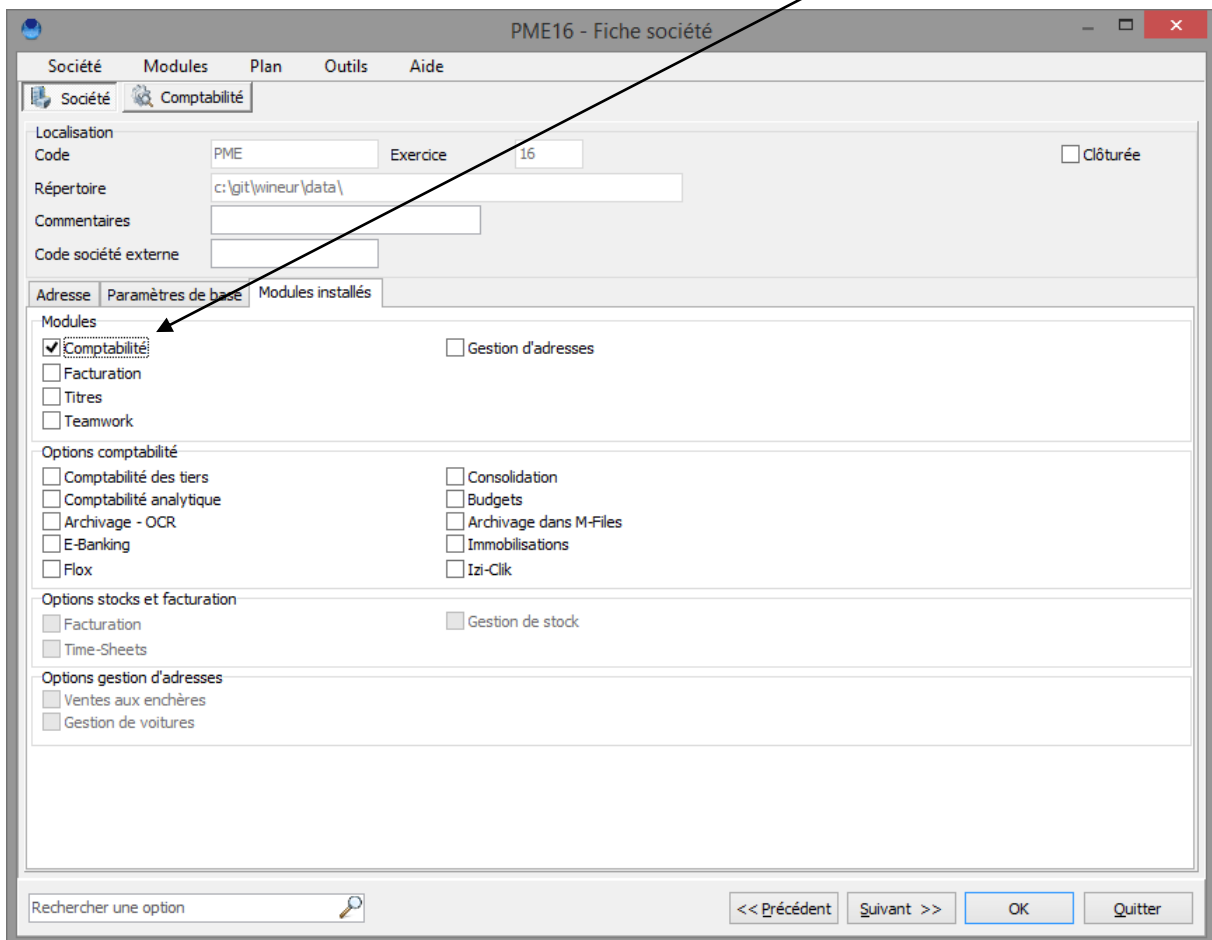 PME16 - Fiche société
Société Modules Plan Outils Aide
Société Comptabilité
Localisation
Code PME Exercice 16 Clôturée
Répertoire c:\git\wineur\data\
Commentaires
Code société externe
Adresse Paramètres de base Modules installés
Modules
Comptabilité Gestion d'adresses
Facturation
Titres
Teamwork
Options comptabilité
Comptabilité des tiers Consolidation
Comptabilité analytique Budgets
Archivage - OCR Archivage dans M-Files
E-Banking Immobilisations
Flox Izi-Clik
Options stocks et facturation
Facturation Gestion de stock
Time-Sheets
Options gestion d'adresses
Ventes aux enchères
Gestion de voitures
Rechercher une option << Précédent Suivant >> OK Quitter